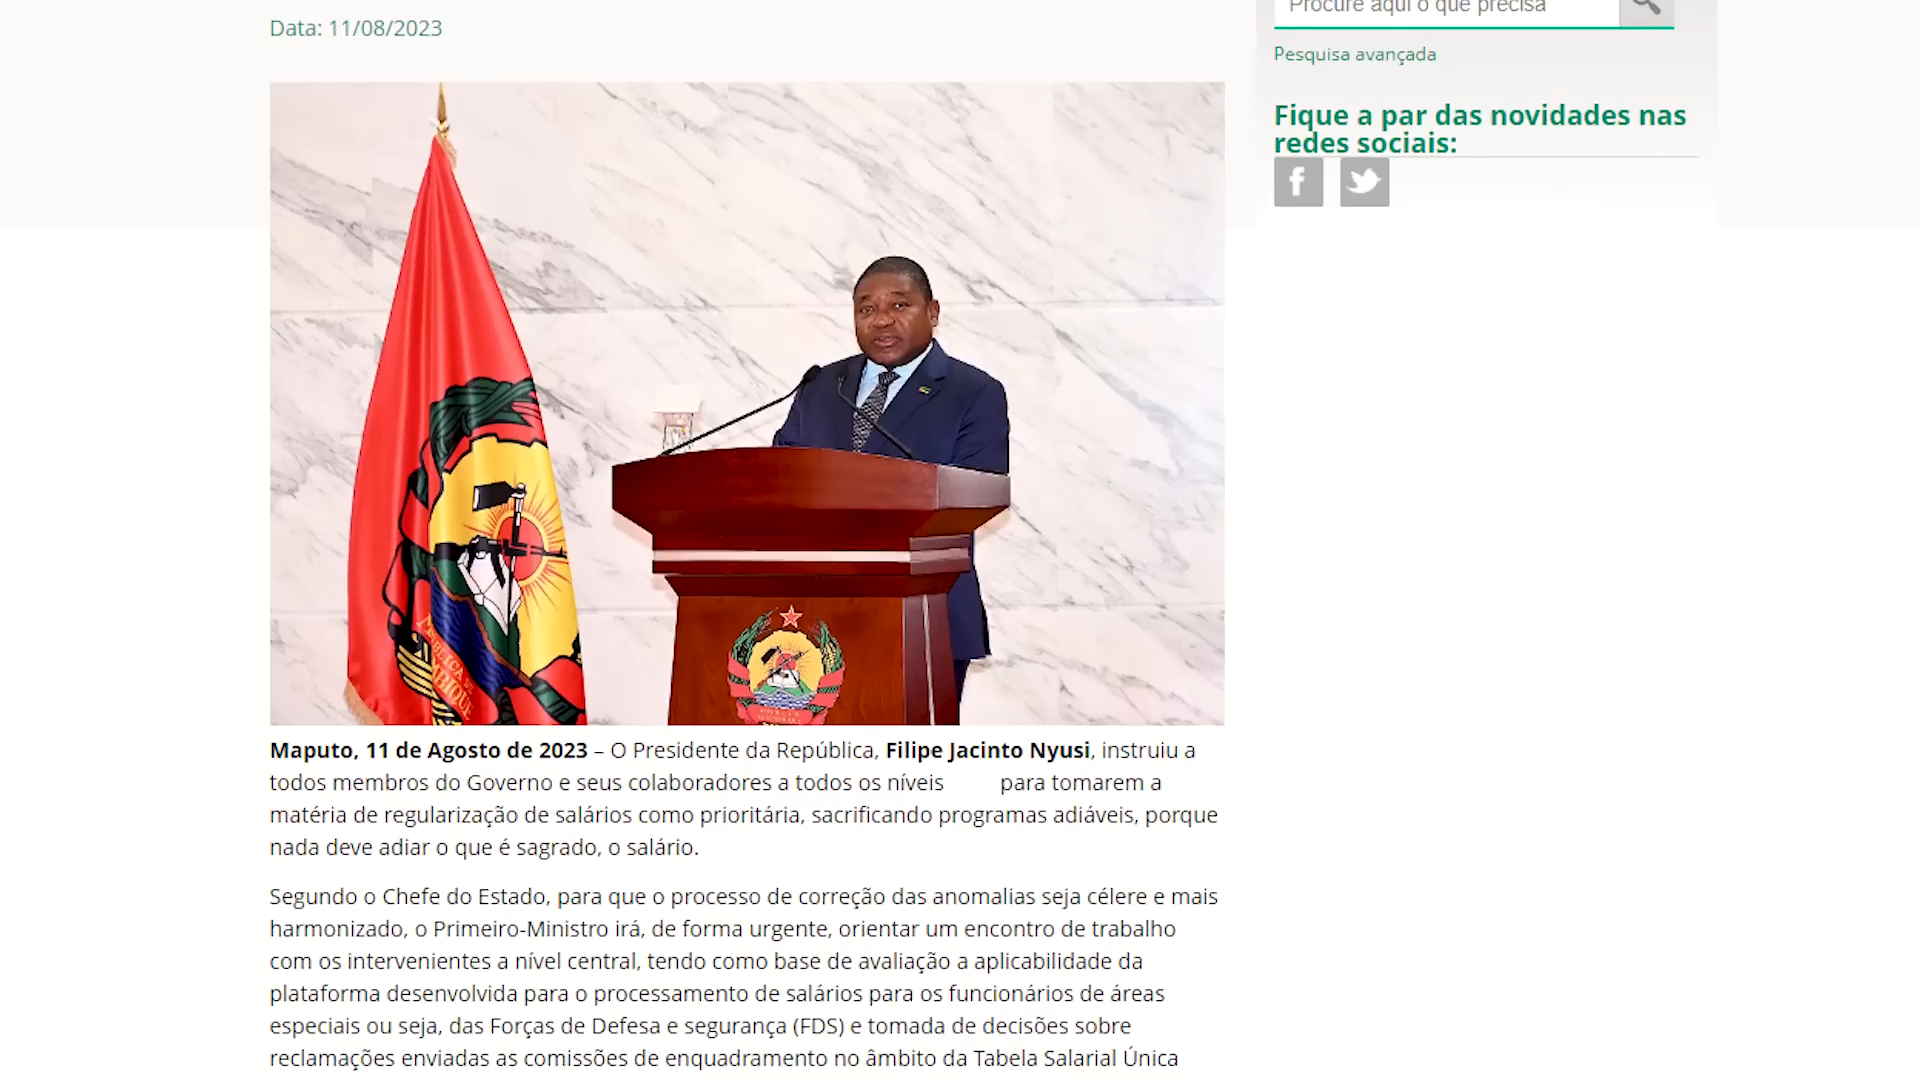 Data: 11/08/2023
Procure aqui o que precisa
Pesquisa avançada
Fique a par das novidades nas
redes sociais:
Maputo, 11 de Agosto de 2023 – O Presidente da República, Filipe Jacinto Nyusi, instruiu a
todos membros do Governo e seus colaboradores a todos os níveis para tomarem a
matéria de regularização de salários como prioritária, sacrificando programas adiáveis, porque
nada deve adiar o que é sagrado, o salário.
Segundo o Chefe do Estado, para que o processo de correção das anomalias seja célere e mais
harmonizado, o Primeiro-Ministro irá, de forma urgente, orientar um encontro de trabalho
com os intervenientes a nível central, tendo como base de avaliação a aplicabilidade da
plataforma desenvolvida para o processamento de salários para os funcionários de áreas
especiais ou seja, das Forças de Defesa e segurança (FDS) e tomada de decisões sobre
reclamações enviadas as comissões de enquadramento no âmbito da Tabela Salarial Única